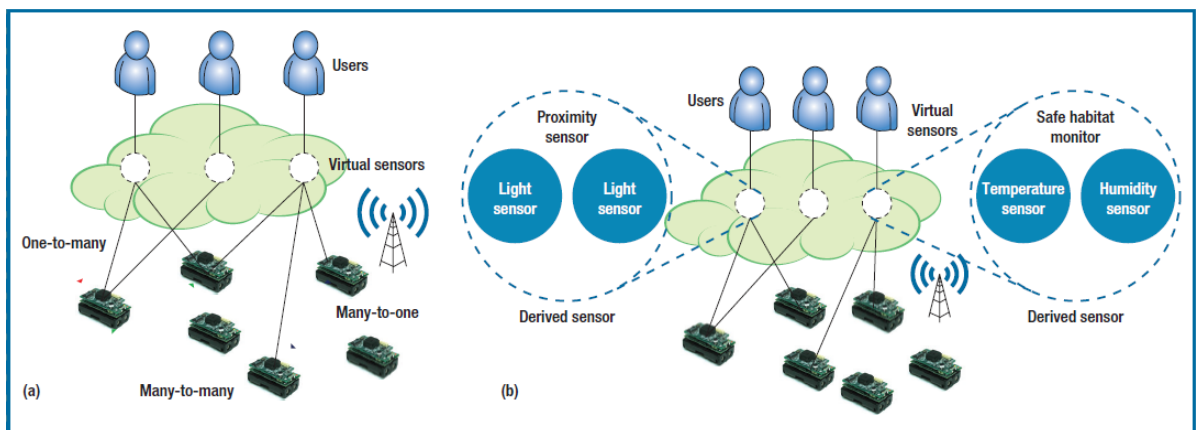 Users
Virtual sensors
One-to-many
Many-to-one
Many-to-many
(a)
Users
Virtual
sensors
Proximity
sensor
Light
sensor
Light
sensor
Derived sensor
Safe habitat
monitor
Temperature
sensor
Humidity
sensor
Derived sensor
(b)